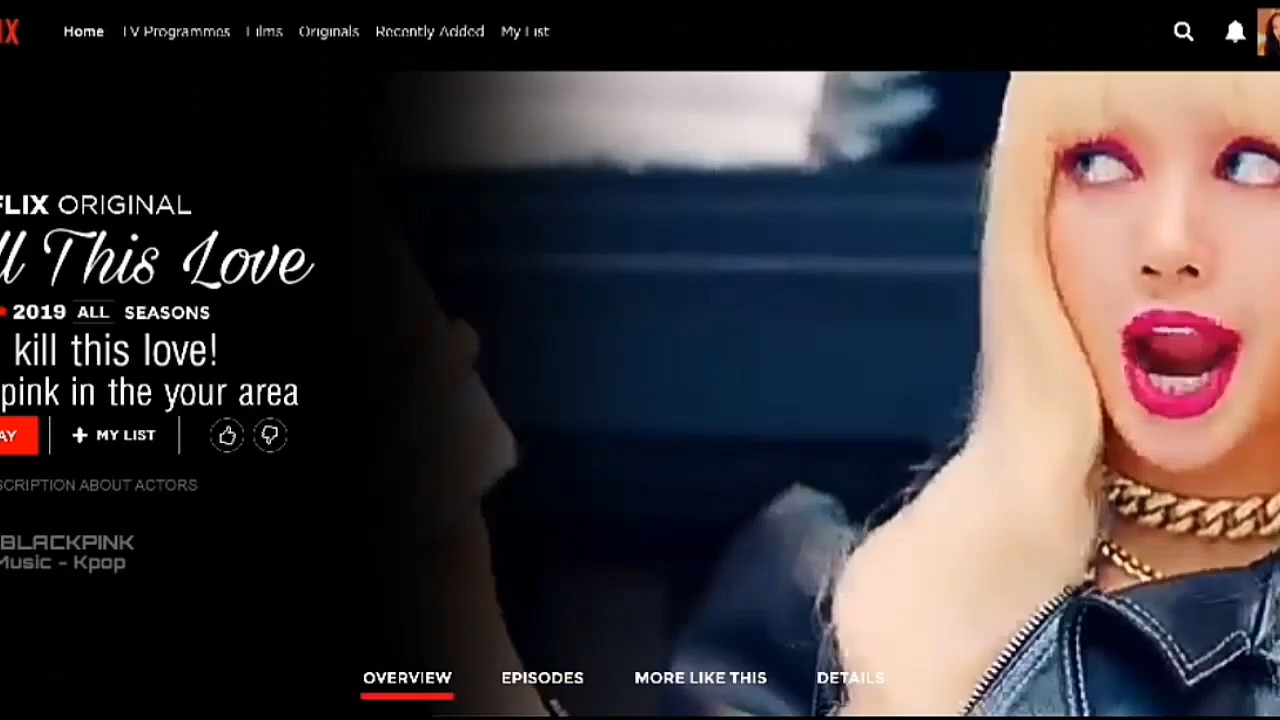 IX Home TV Programmes Films Originals Recently Added My List
FLIX ORIGINAL
ll This Love
2019 ALL SEASONS
kill this love!
pink in the your area
AY + MY LIST
SCRIPTION ABOUT ACTORS
BLACKPINK
Music - Kpop
OVERVIEW EPISODES MORE LIKE THIS DETAILS